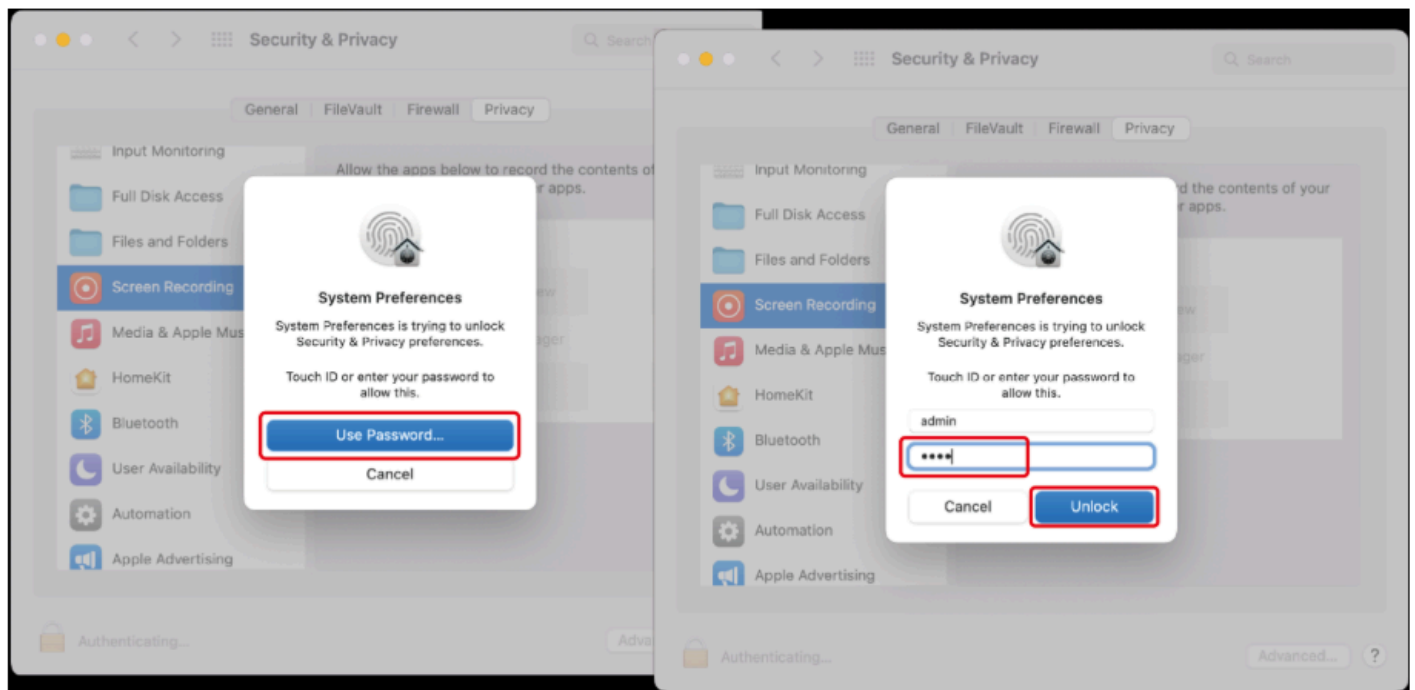 Security & Privacy
Search
General FileVault Firewall Privacy
Input Monitoring
Full Disk Access
Files and Folders
Screen Recording
Media & Apple Mus
HomeKit
Bluetooth
User Availability
Automation
Apple Advertising
Allow the apps below to record the contents of
r apps.
System Preferences
System Preferences is trying to unlock
Security & Privacy preferences.
Touch ID or enter your password to
allow this.
Use Password...
Cancel
ew
ager
Authenticating...
Adva
Security & Privacy
Search
General FileVault Firewall Privacy
Input Monitoring
Full Disk Access
Files and Folders
Screen Recording
Media & Apple Mus
HomeKit
Bluetooth
User Availability
Automation
Apple Advertising
rd the contents of your
r apps.
System Preferences
System Preferences is trying to unlock
Security & Privacy preferences.
Touch ID or enter your password to
allow this.
admin
••••
Cancel Unlock
ew
ager
Authenticating...
Advanced... ?